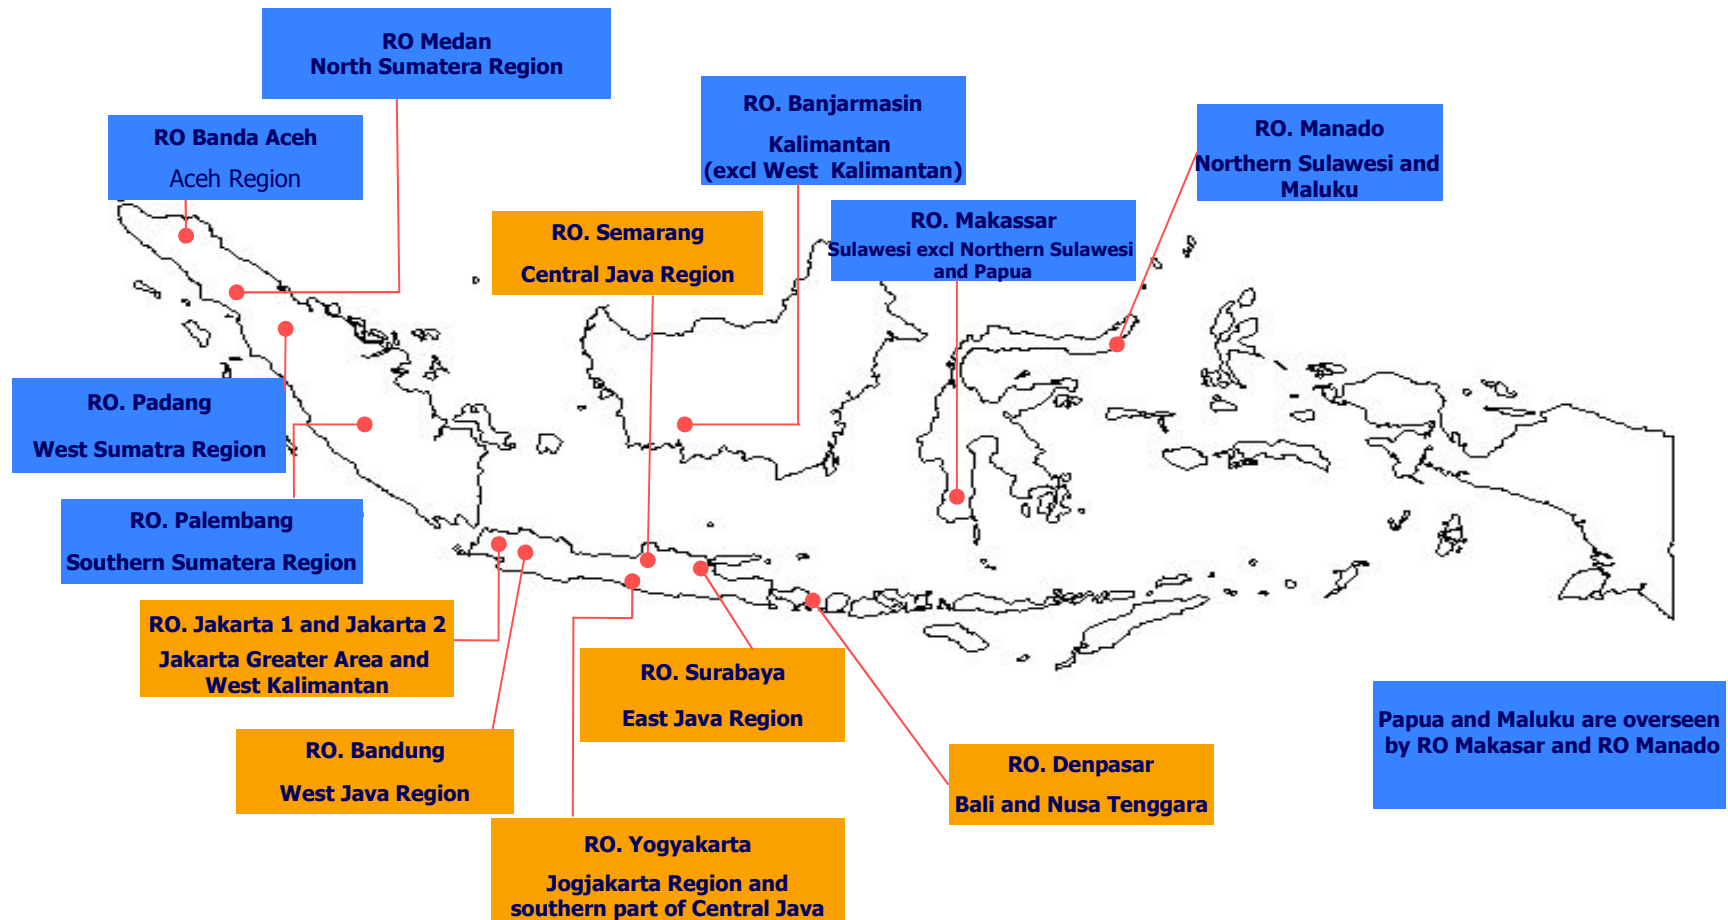 RO Medan
North Sumatera Region
RO Banda Aceh
Aceh Region
RO. Banjarmasin
Kalimantan
(excl West Kalimantan)
RO. Manado
Northern Sulawesi and
Maluku
RO. Semarang
Central Java Region
RO. Makassar
Sulawesi excl Northern Sulawesi
and Papua
RO. Padang
West Sumatra Region
RO. Palembang
Southern Sumatera Region
RO. Jakarta 1 and Jakarta 2
Jakarta Greater Area and
West Kalimantan
RO. Surabaya
East Java Region
RO. Bandung
West Java Region
RO. Denpasar
Bali and Nusa Tenggara
Papua and Maluku are overseen
by RO Makasar and RO Manado
RO. Yogyakarta
Jogjakarta Region and
southern part of Central Java